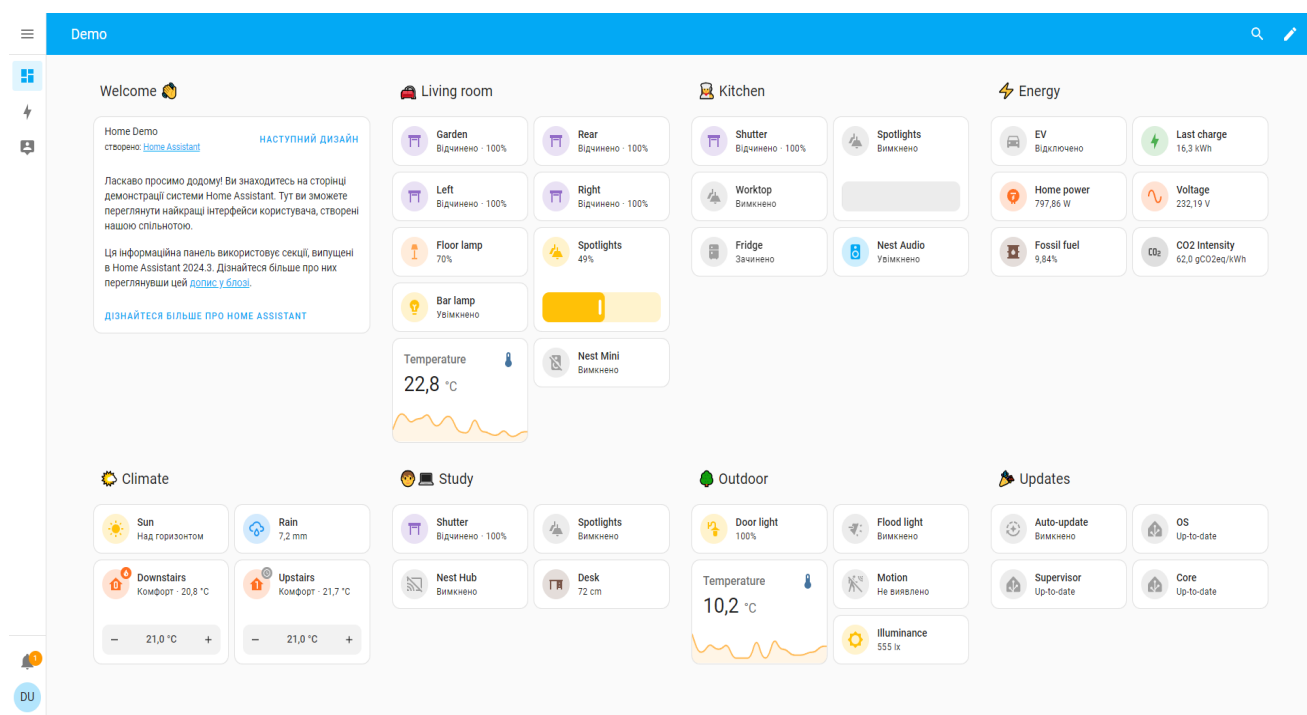 Demo
Welcome
Home Demo
створено: Home Assistant
НАСТУПНИЙ ДИЗАЙН
Ласкаво просимо додому! Ви знаходитесь на сторінці
демонстрації системи Home Assistant. Тут ви зможете
переглянути найкращі інтерфейси користувача, створені
нашою спільнотою.
Ця інформаційна панель використовує секції, випущені
в Home Assistant 2024.3. Дізнайтеся більше про них
переглянувши цей допис у блозі.
ДІЗНАЙТЕСЯ БІЛЬШЕ ПРО HOME ASSISTANT
Living room
Garden
Відчинено · 100%
Rear
Відчинено · 100%
Left
Відчинено · 100%
Right
Відчинено · 100%
Floor lamp
70%
Spotlights
49%
Bar lamp
Увімкнено
Temperature
22,8 °C
Nest Mini
Вимкнено
Kitchen
Shutter
Відчинено · 100%
Spotlights
Вимкнено
Worktop
Вимкнено
Fridge
Зачинено
Nest Audio
Увімкнено
Energy
EV
Відключено
Last charge
16,3 kWh
Home power
797,86 W
Voltage
232,19 V
Fossil fuel
9,84%
CO2
CO2 Intensity
62,0 gCO2eq/kWh
Climate
Sun
Над горизонтом
Rain
7,2 mm
0
Downstairs
Комфорт · 20,8 °C
− 21,0 °C +
1
Upstairs
Комфорт · 21,7 °C
− 21,0 °C +
Study
Shutter
Відчинено · 100%
Spotlights
Вимкнено
Nest Hub
Вимкнено
Desk
72 cm
Outdoor
Door light
100%
Flood light
Вимкнено
Temperature
10,2 °C
Motion
Не виявлено
Illuminance
555 lx
Updates
Auto-update
Вимкнено
OS
Up-to-date
Supervisor
Up-to-date
Core
Up-to-date
1
DU